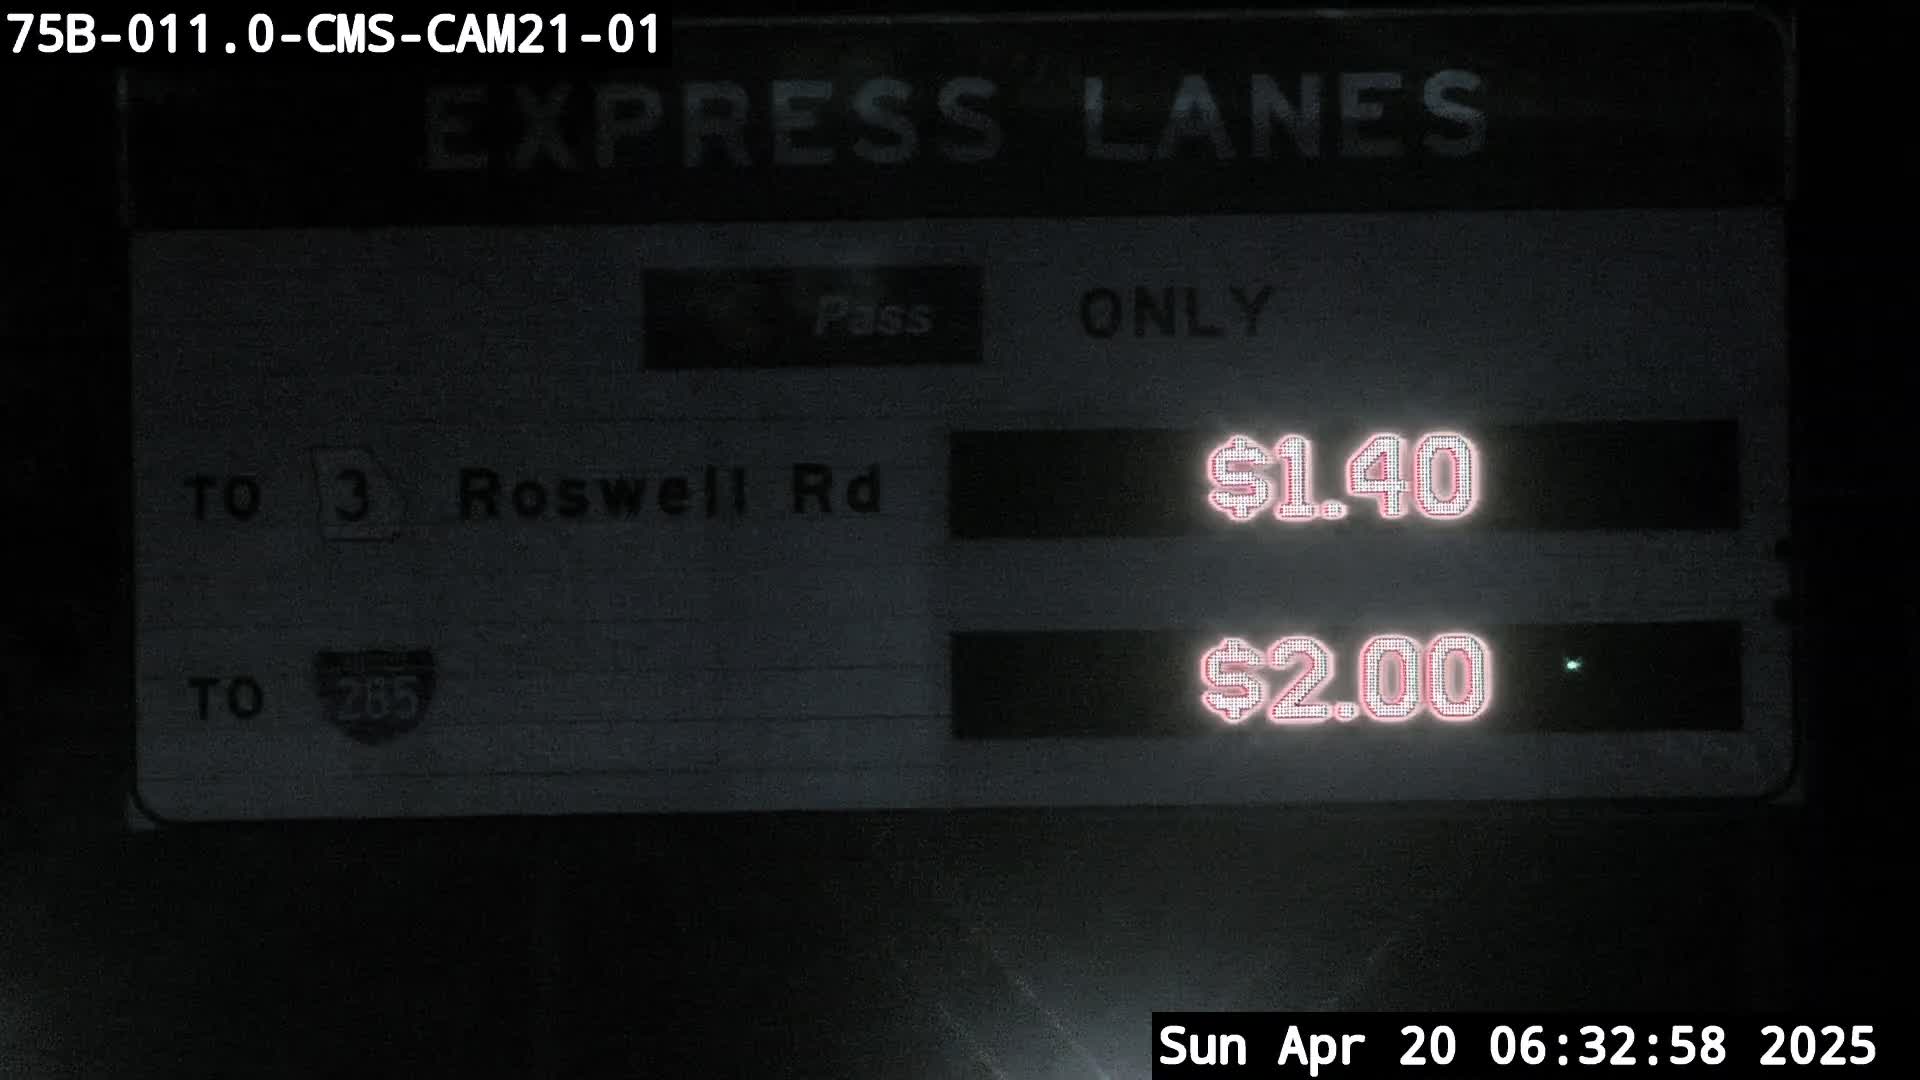 75B-011.0-CMS-CAM21-01
EXPRESS LANES
Pass ONLY
TO 3 Roswell Rd $1.40
TO 285 $2.00
Sun Apr 20 06:32:58 2025